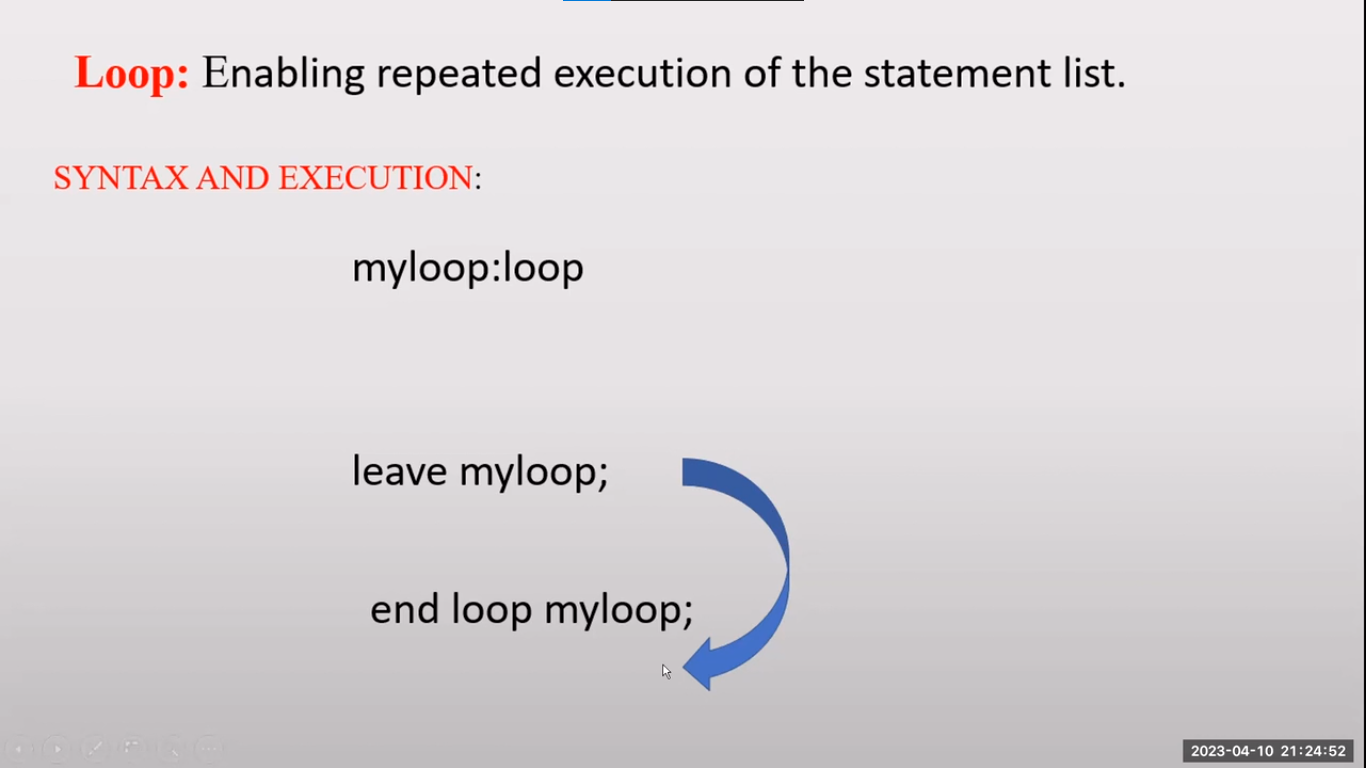 Loop: Enabling repeated execution of the statement list.
SYNTAX AND EXECUTION:
myloop:loop
leave myloop;
end loop myloop;
2023-04-10 21:24:52